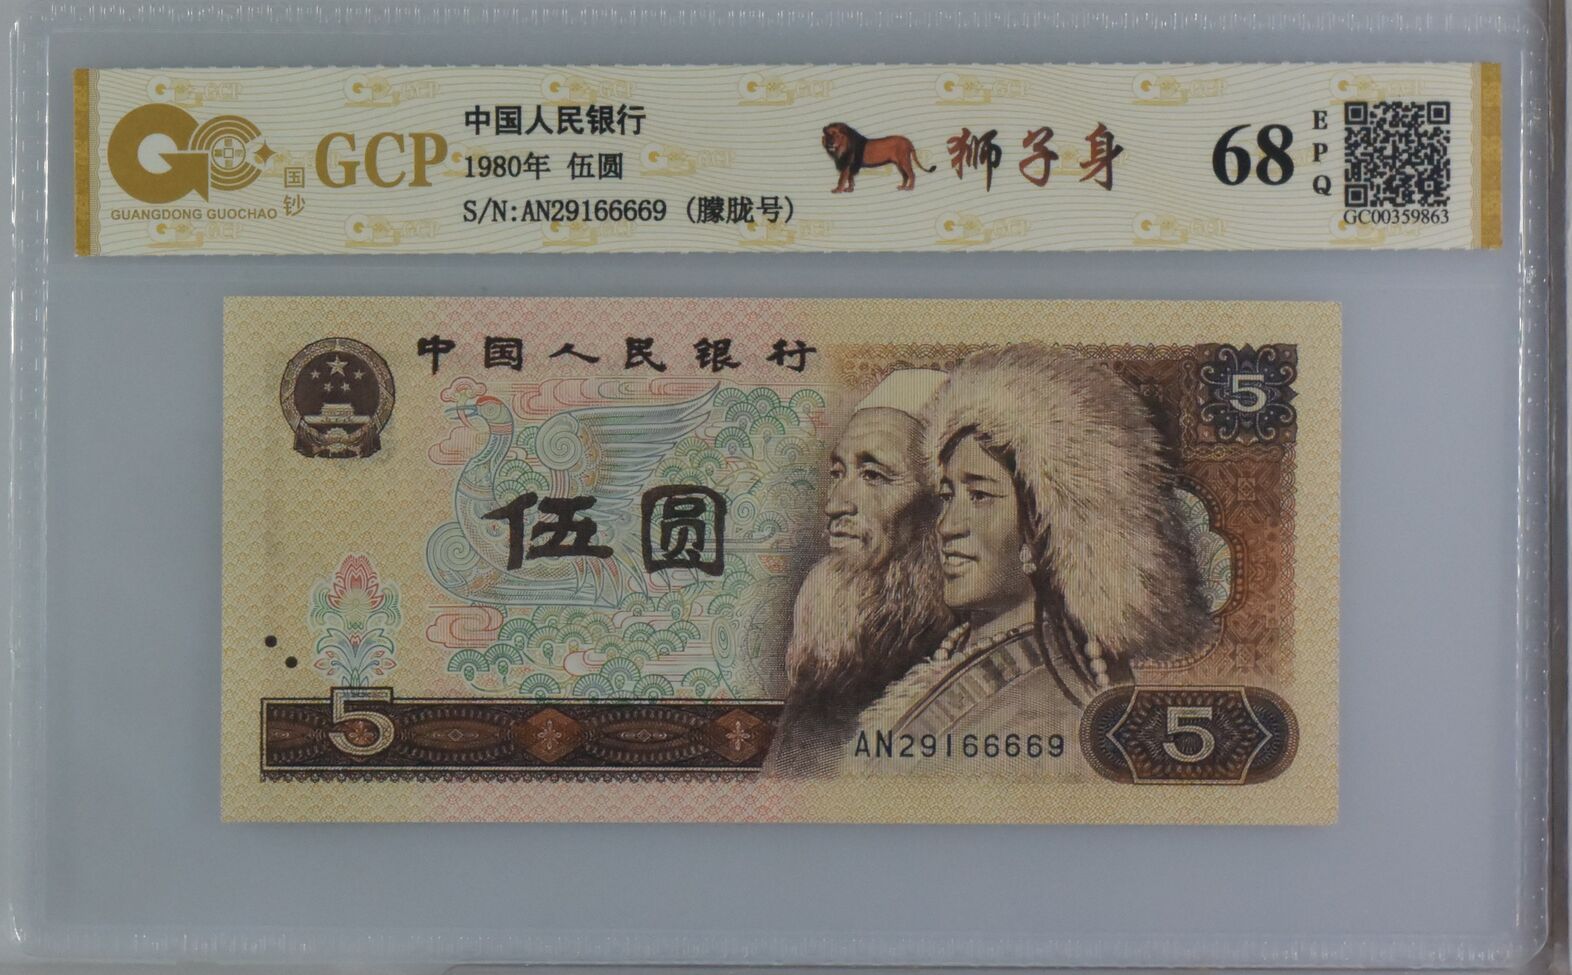 GCP
国钞
GUANGDONG GUOCHAO
中国人民银行
1980年 伍圆
S/N:AN29166669 (朦胧号)
狮子身
68
EPQ
GC00359863
中国人民银行
5
伍圆
5
AN29166669
5